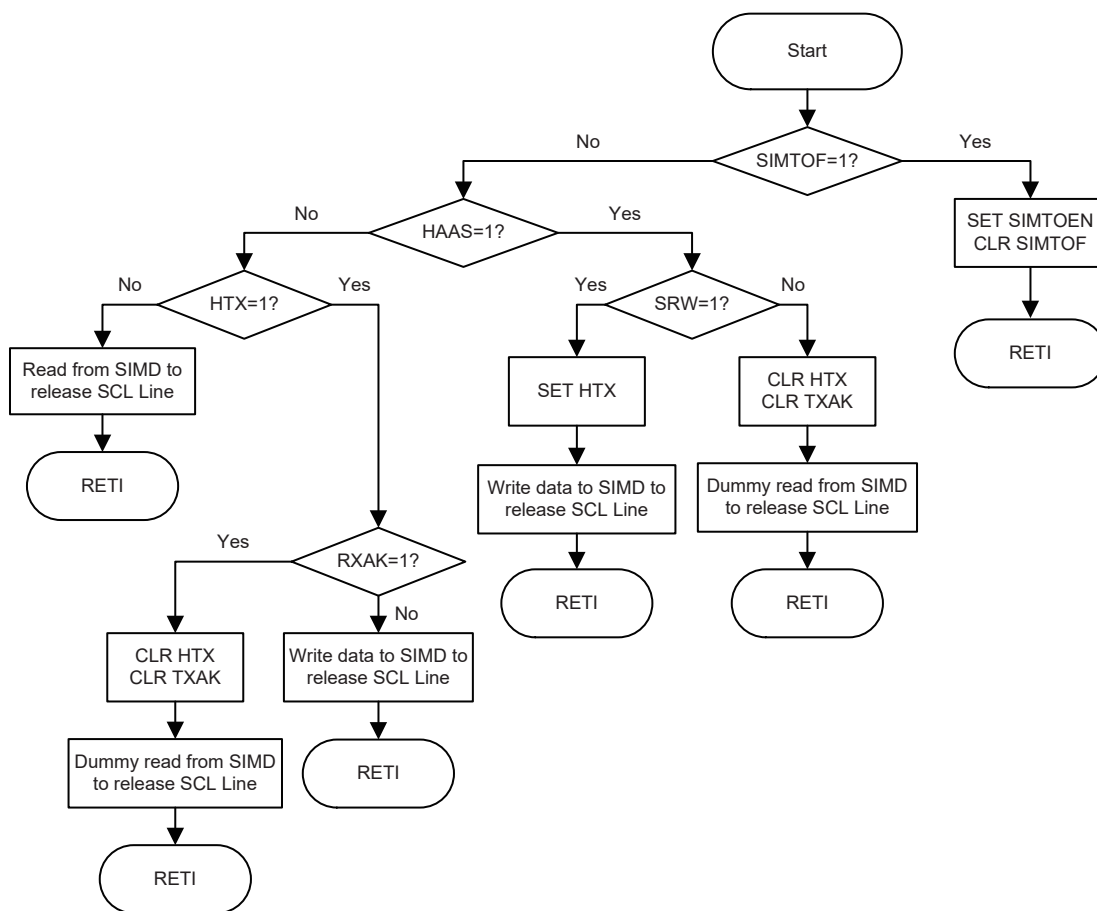 Start
No
Yes
SIMTOF=1?
No
Yes
HAAS=1?
SET SIMTOEN
CLR SIMTOF
No
Yes
Yes
No
HTX=1?
SRW=1?
RETI
Read from SIMD to
release SCL Line
SET HTX
CLR HTX
CLR TXAK
RETI
Write data to SIMD to
release SCL Line
Dummy read from SIMD
to release SCL Line
Yes
RXAK=1?
RETI
RETI
No
CLR HTX
CLR TXAK
Write data to SIMD to
release SCL Line
Dummy read from SIMD
to release SCL Line
RETI
RETI